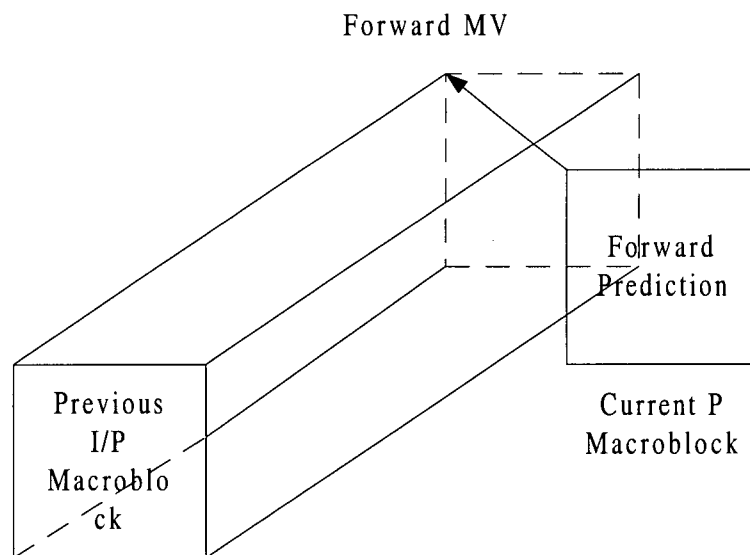 Forward MV
Forward
Prediction
Previous
I/P
Macroblo
ck
Current P
Macroblock